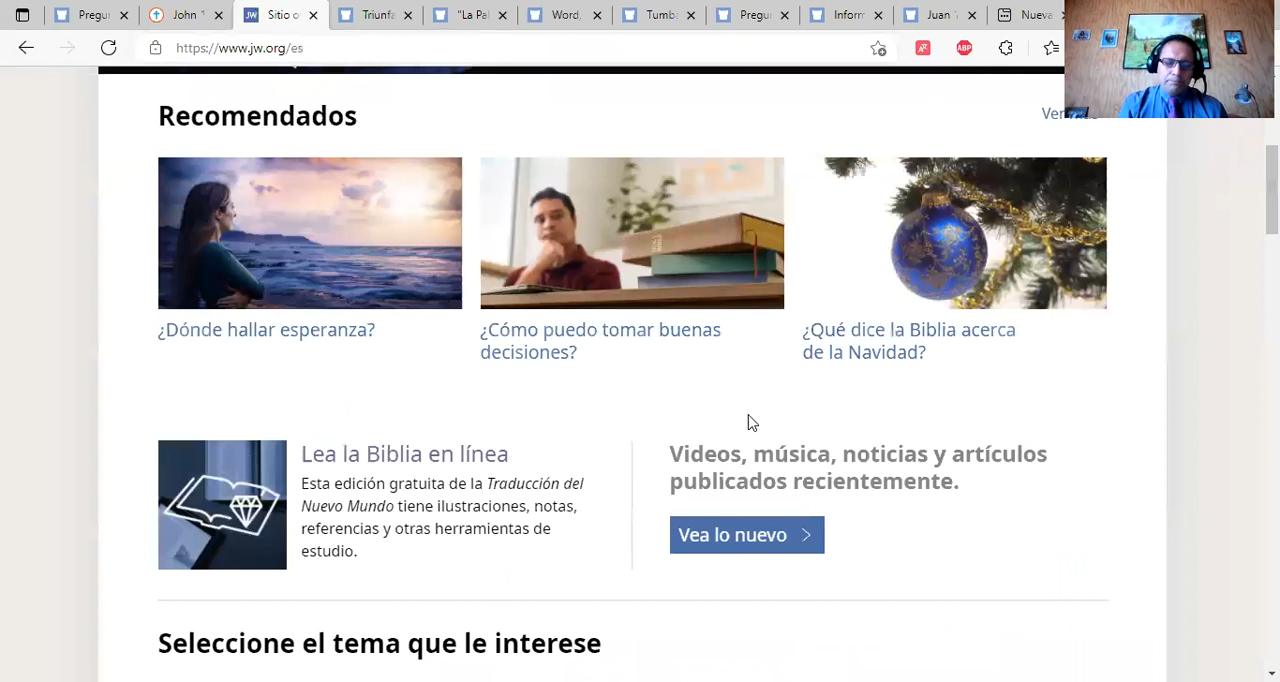 Pregu
John "
Sitio o
Triunfa
"La Pal
Word,
Tumba
Pregu
Inform
Juan
Nueva
https://www.jw.org/es
ABP
Recomendados
Ver
¿Dónde hallar esperanza?
¿Cómo puedo tomar buenas
decisiones?
¿Qué dice la Biblia acerca
de la Navidad?
Lea la Biblia en línea
Esta edición gratuita de la Traducción del
Nuevo Mundo tiene ilustraciones, notas,
referencias y otras herramientas de
estudio.
Videos, música, noticias y artículos
publicados recientemente.
Vea lo nuevo
Seleccione el tema que le interese